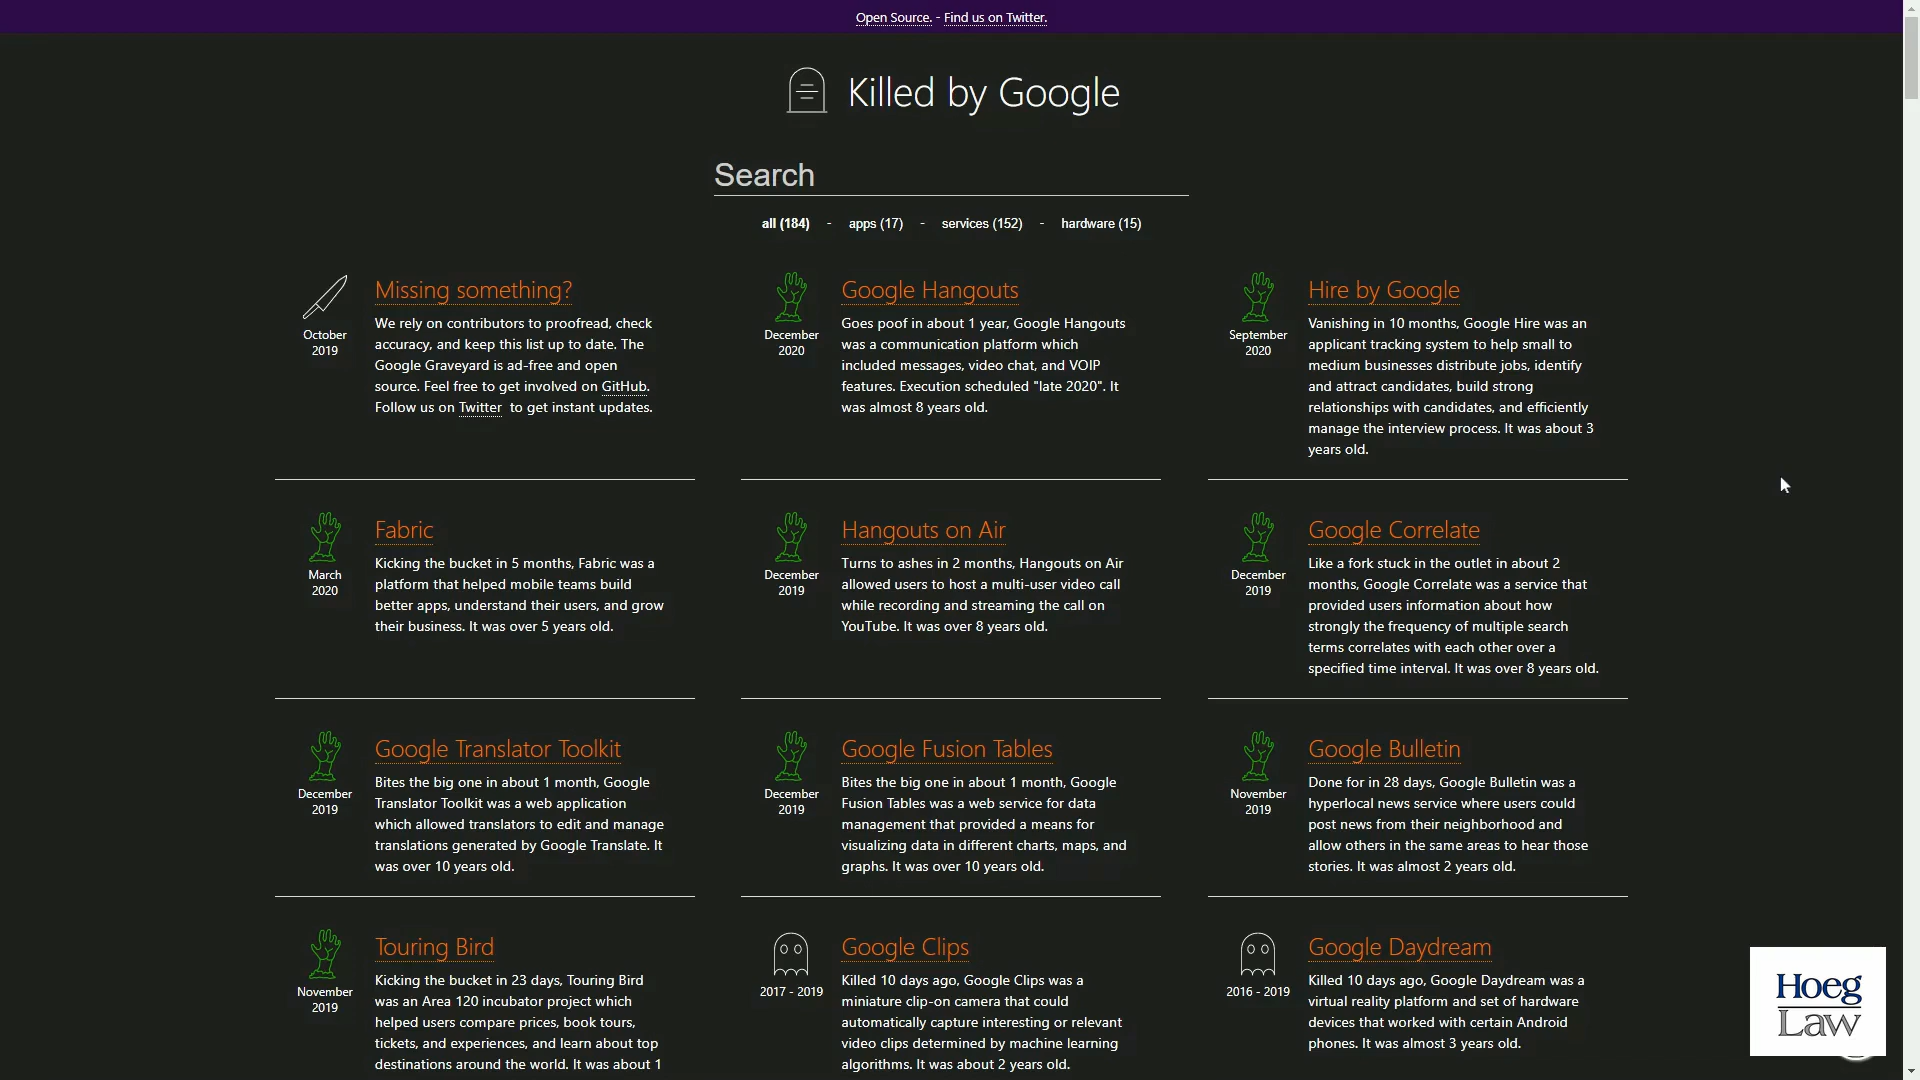 Open Source. - Find us on Twitter.
Killed by Google
Search
all (184) - apps (17) - services (152) - hardware (15)
October
2019
Missing something?
We rely on contributors to proofread, check
accuracy, and keep this list up to date. The
Google Graveyard is ad-free and open
source. Feel free to get involved on GitHub.
Follow us on Twitter to get instant updates.
December
2020
Google Hangouts
Goes poof in about 1 year, Google Hangouts
was a communication platform which
included messages, video chat, and VOIP
features. Execution scheduled "late 2020". It
was almost 8 years old.
September
2020
Hire by Google
Vanishing in 10 months, Google Hire was an
applicant tracking system to help small to
medium businesses distribute jobs, identify
and attract candidates, build strong
relationships with candidates, and efficiently
manage the interview process. It was about 3
years old.
March
2020
Fabric
Kicking the bucket in 5 months, Fabric was a
platform that helped mobile teams build
better apps, understand their users, and grow
their business. It was over 5 years old.
December
2019
Hangouts on Air
Turns to ashes in 2 months, Hangouts on Air
allowed users to host a multi-user video call
while recording and streaming the call on
YouTube. It was over 8 years old.
December
2019
Google Correlate
Like a fork stuck in the outlet in about 2
months, Google Correlate was a service that
provided users information about how
strongly the frequency of multiple search
terms correlates with each other over a
specified time interval. It was over 8 years old.
December
2019
Google Translator Toolkit
Bites the big one in about 1 month, Google
Translator Toolkit was a web application
which allowed translators to edit and manage
translations generated by Google Translate. It
was over 10 years old.
December
2019
Google Fusion Tables
Bites the big one in about 1 month, Google
Fusion Tables was a web service for data
management that provided a means for
visualizing data in different charts, maps, and
graphs. It was over 10 years old.
November
2019
Google Bulletin
Done for in 28 days, Google Bulletin was a
hyperlocal news service where users could
post news from their neighborhood and
allow others in the same areas to hear those
stories. It was almost 2 years old.
November
2019
Touring Bird
Kicking the bucket in 23 days, Touring Bird
was an Area 120 incubator project which
helped users compare prices, book tours,
tickets, and experiences, and learn about top
destinations around the world. It was about 1
2017 - 2019
Google Clips
Killed 10 days ago, Google Clips was a
miniature clip-on camera that could
automatically capture interesting or relevant
video clips determined by machine learning
algorithms. It was about 2 years old.
2016 - 2019
Google Daydream
Killed 10 days ago, Google Daydream was a
virtual reality platform and set of hardware
devices that worked with certain Android
phones. It was almost 3 years old.
Hoeg
Law